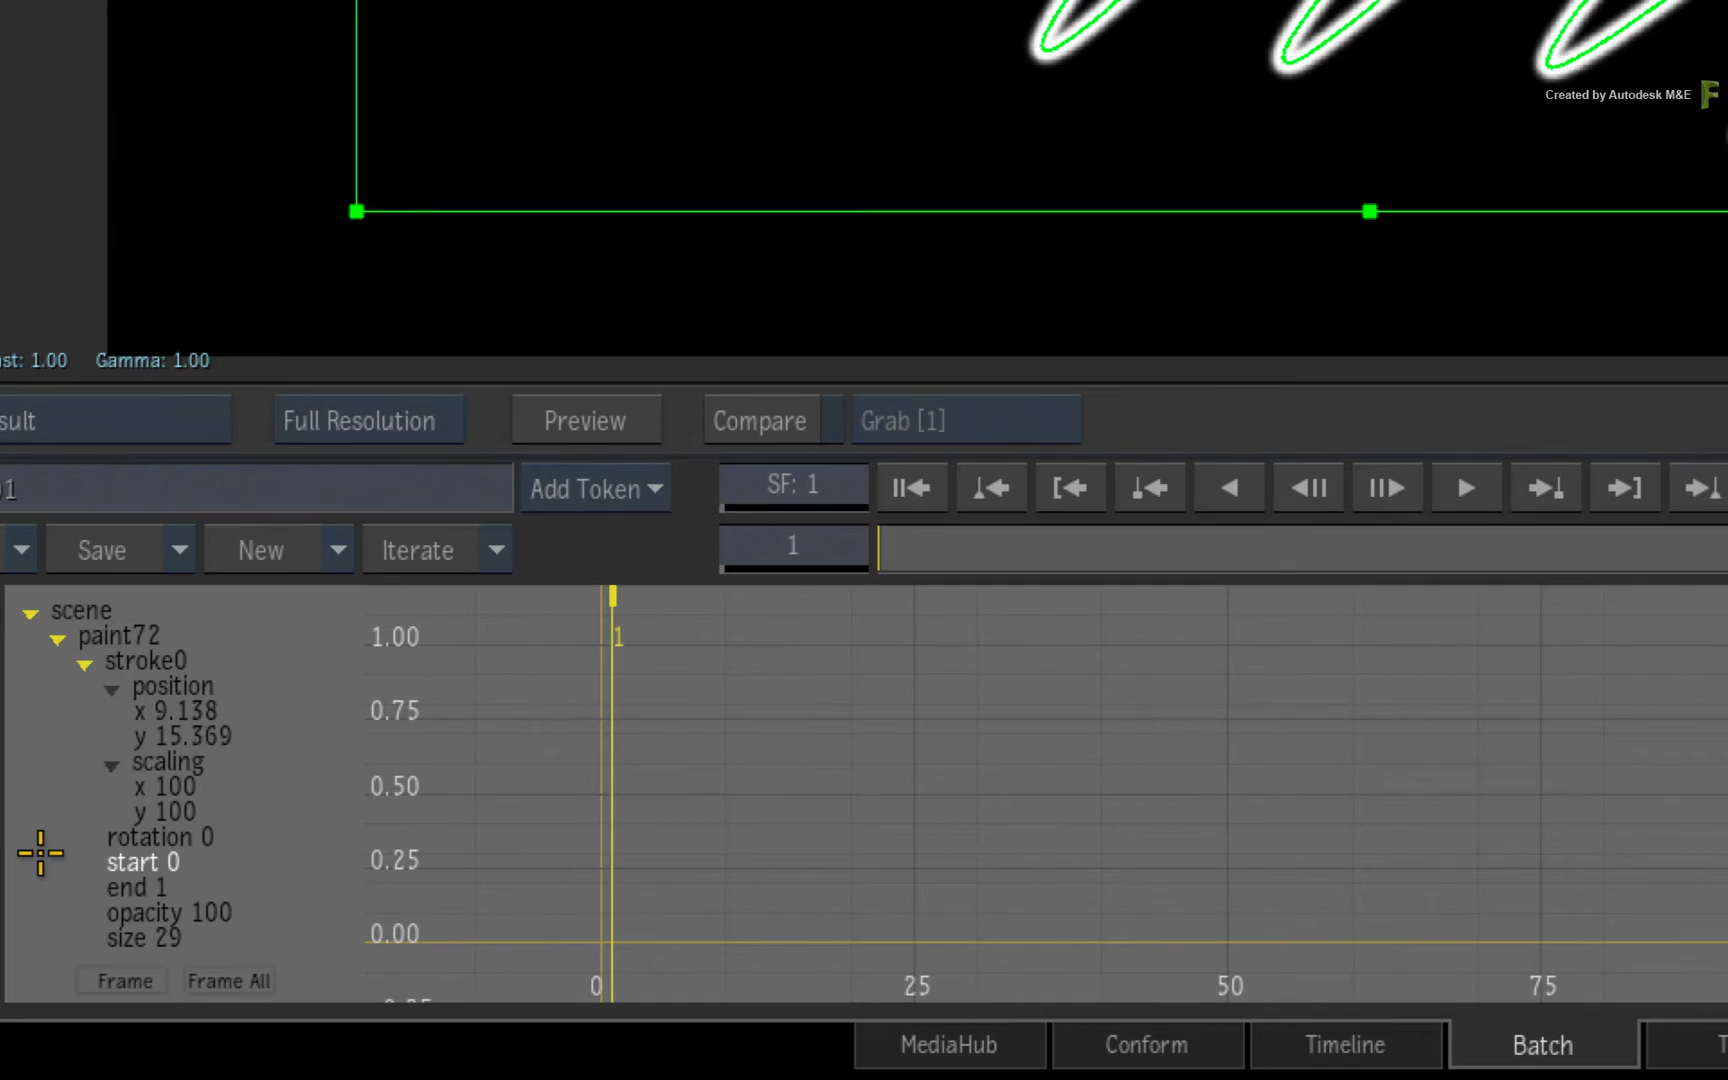 Created by Autodesk M&E
st: 1.00 Gamma: 1.00
sult Full Resolution Preview Compare Grab [1]
01 Add Token SF: 1
Save New Iterate 1
scene
paint72
stroke0
position
x 9.138
y 15.369
scaling
x 100
y 100
rotation 0
start 0
end 1
opacity 100
size 29
Frame Frame All
1
1.00
0.75
0.50
0.25
0.00
0 25 50 75
MediaHub Conform Timeline Batch T